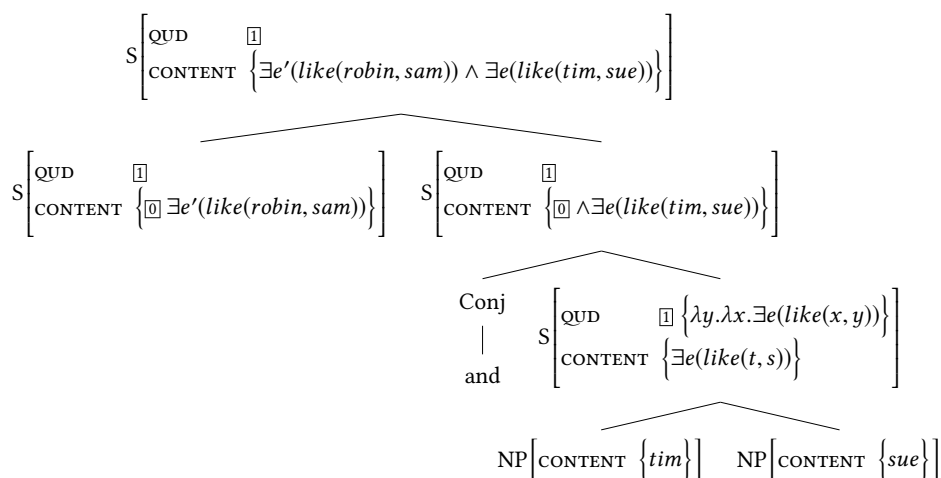 S[QUD [1]
CONTENT {∃e′(like(robin, sam)) ∧ ∃e(like(tim, sue))}]
S[QUD [1]
CONTENT {[0] ∃e′(like(robin, sam))}]
S[QUD [1]
CONTENT {[0] ∧∃e(like(tim, sue))}]
Conj
and
S[QUD [1] {λy.λx.∃e(like(x, y))}
CONTENT {∃e(like(t, s))}]
NP[CONTENT {tim}] NP[CONTENT {sue}]